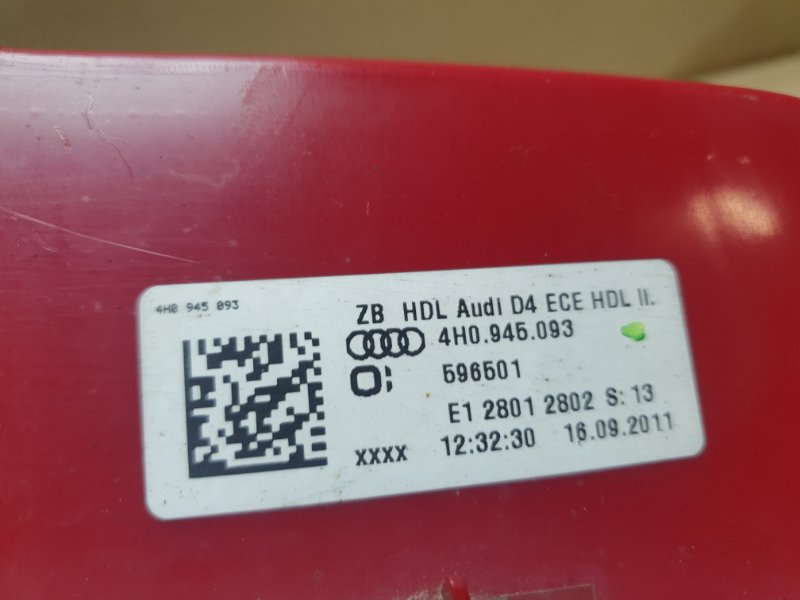 4H0 945 093
ZB HDL Audi D4 ECE HDL li.
4H0.945.093
596501
E1 2801 2802 S: 13
xxxx 12:32:30 16.09.2011